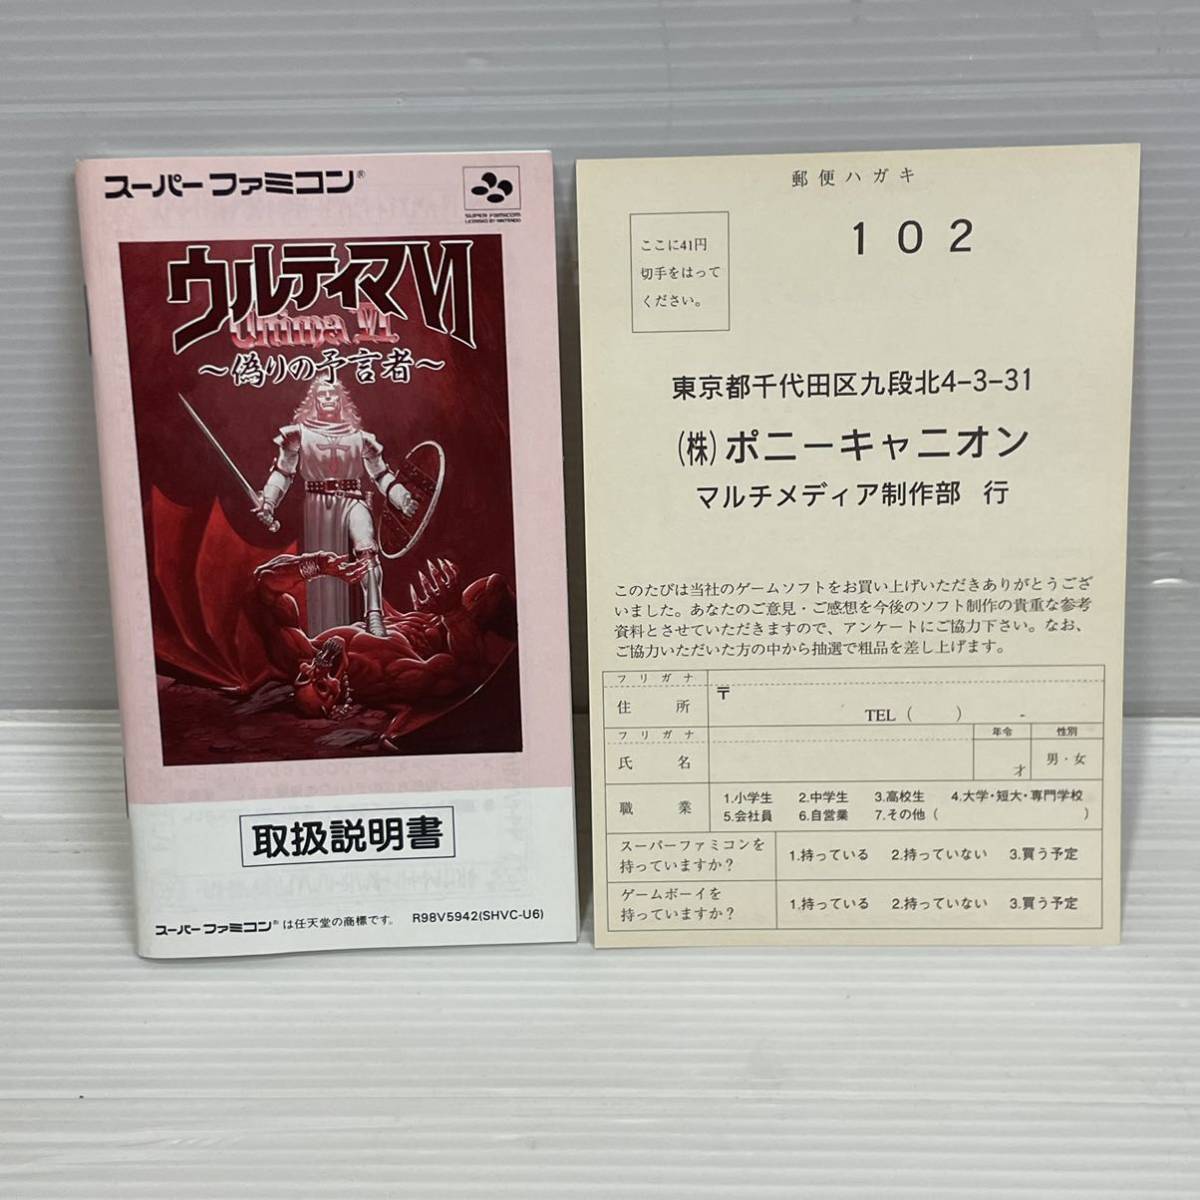 スーパーファミコン®
SUPER FAMICOM
LICENSED BY NINTENDO
ウルティマVI
Ultima VI
〜偽りの予言者〜
取扱説明書
スーパーファミコン®は任天堂の商標です。 R98V5942(SHVC-U6)
郵便ハガキ
102
ここに41円
切手をはって
ください。
東京都千代田区九段北4-3-31
(株)ポニーキャニオン
マルチメディア制作部 行
このたびは当社のゲームソフトをお買い上げいただきありがとうござ
いました。あなたのご意見・ご感想を今後のソフト制作の貴重な参考
資料とさせていただきますので、アンケートにご協力下さい。なお、
ご協力いただいた方の中から抽選で粗品を差し上げます。
フリガナ
住所 〒
TEL ( ) -
フリガナ 年令 性別
氏名 才 男・女
職業 1.小学生 2.中学生 3.高校生 4.大学・短大・専門学校
5.会社員 6.自営業 7.その他( )
スーパーファミコンを
持っていますか? 1.持っている 2.持っていない 3.買う予定
ゲームボーイを
持っていますか? 1.持っている 2.持っていない 3.買う予定